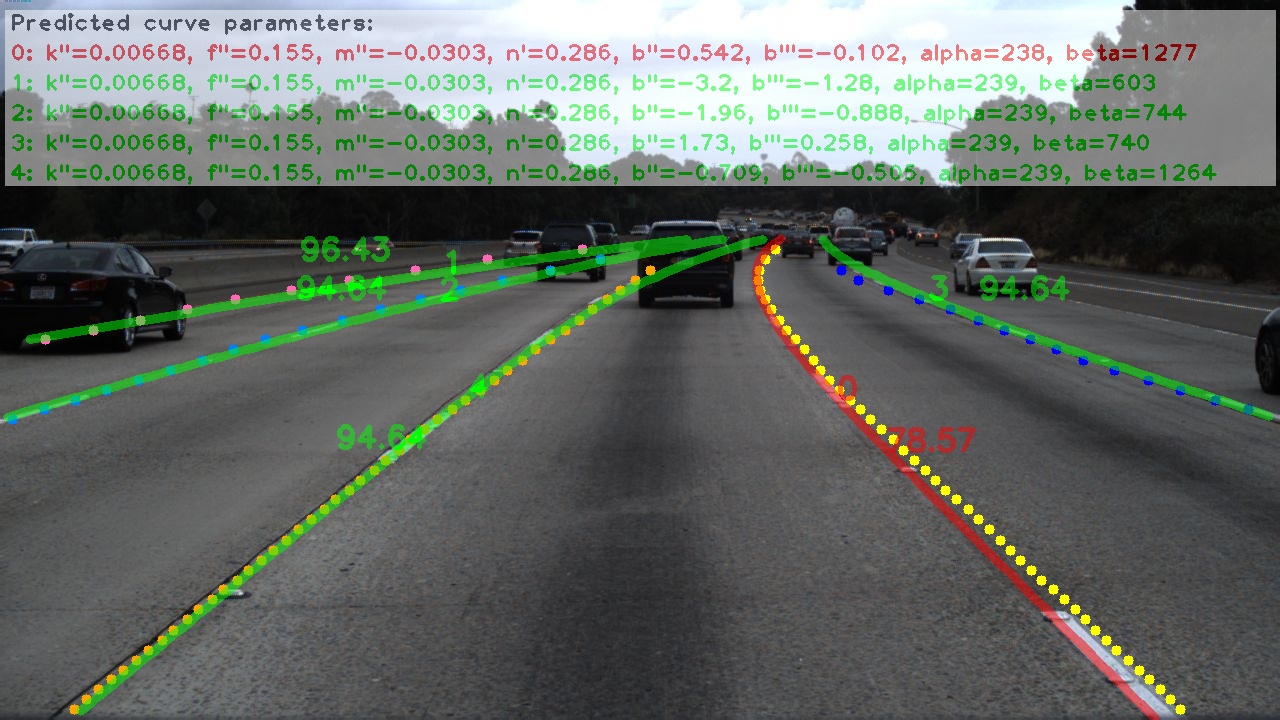 Predicted curve parameters:
0: k''=0.00668, f''=0.155, m''=−0.0303, n'=0.286, b''=0.542, b'''=−0.102, alpha=238, beta=1277
1: k''=0.00668, f''=0.155, m''=−0.0303, n'=0.286, b''=−3.2, b'''=−1.28, alpha=239, beta=603
2: k''=0.00668, f''=0.155, m''=−0.0303, n'=0.286, b''=−1.96, b'''=−0.888, alpha=239, beta=744
3: k''=0.00668, f''=0.155, m''=−0.0303, n'=0.286, b''=1.73, b'''=0.258, alpha=239, beta=740
4: k''=0.00668, f''=0.155, m''=−0.0303, n'=0.286, b''=−0.709, b'''=−0.505, alpha=239, beta=1264
96.43 1
94.64 2
3 94.64
0
4
94.64
78.57